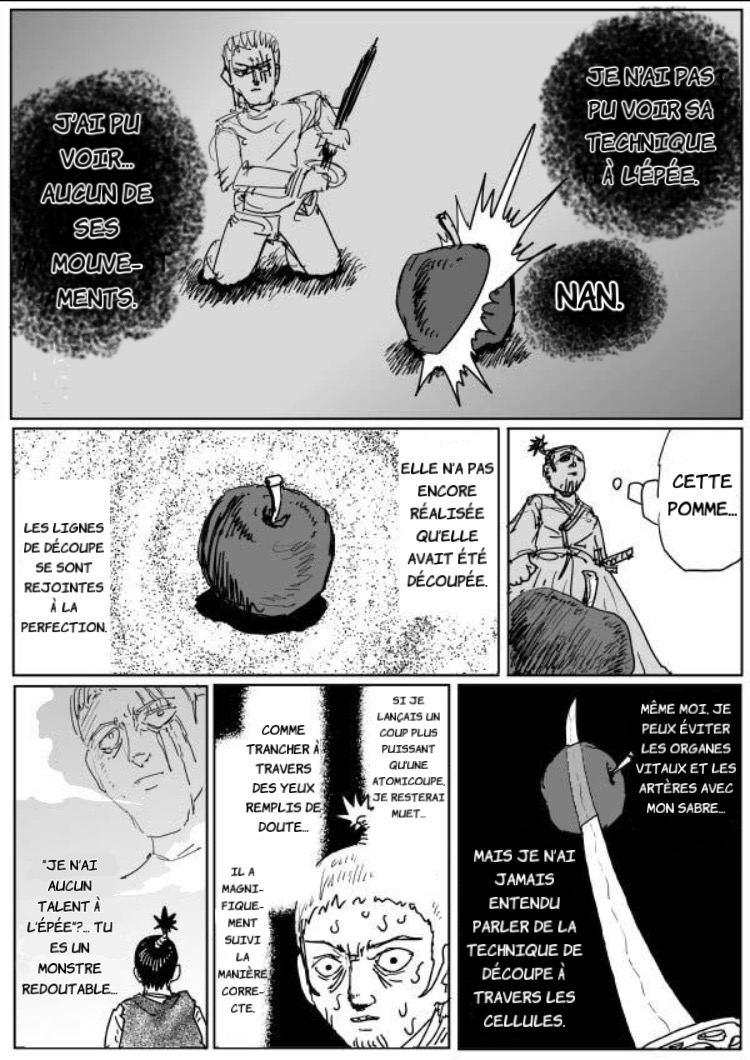 JE N'AI PAS
PU VOIR SA
TECHNIQUE
À L'ÉPÉE.
NAN.
J'AI PU
VOIR...
AUCUN DE
SES
MOUVE-
MENTS.
CETTE
POMME...
ELLE N'A PAS
ENCORE
RÉALISÉE
QU'ELLE
AVAIT ÉTÉ
DÉCOUPÉE.
LES LIGNES
DE DÉCOUPE
SE SONT
REJOINTES
À LA
PERFECTION.
MÊME MOI, JE
PEUX ÉVITER
LES ORGANES
VITAUX ET LES
ARTÈRES AVEC
MON SABRE...
MAIS JE N'AI
JAMAIS
ENTENDU
PARLER DE LA
TECHNIQUE DE
DÉCOUPE À
TRAVERS LES
CELLULES.
SI JE
LANÇAIS UN
COUP PLUS
PUISSANT
QU'UNE
ATOMICOUPE,
JE RESTERAI
MUET...
COMME
TRANCHER À
TRAVERS
DES YEUX
REMPLIS DE
DOUTE...
IL A
MAGNI-
FIQUE-
MENT
SUIVI
LA
MANIÈRE
CORRE-
CTE.
"JE N'AI
AUCUN
TALENT À
L'ÉPÉE"?... TU
ES UN
MONSTRE
REDOUTABLE...